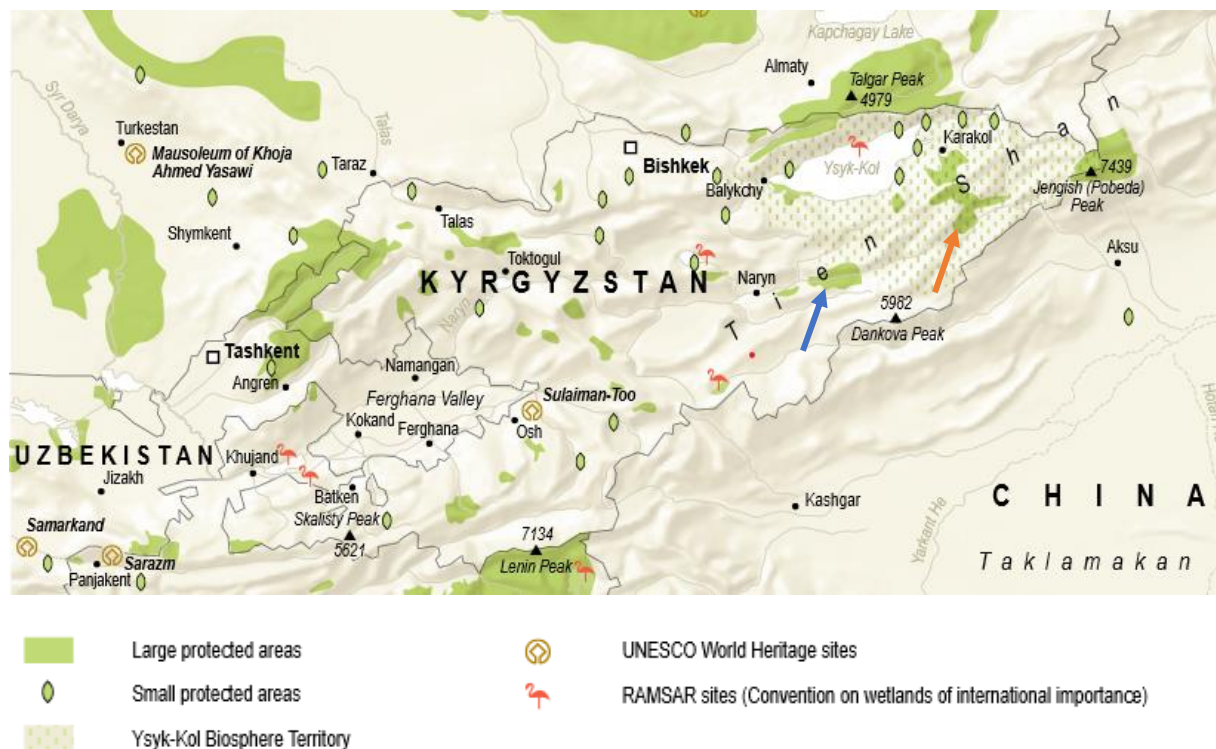 Kapchagay Lake
Almaty
Talgar Peak
4979
Syr Darya
Talas
Turkestan
Mausoleum of Khoja
Ahmed Yasawi
Taraz
Bishkek
Karakol
Ysyk-Kol
Balykchy
7439
Jengish (Pobeda)
Peak
Talas
Shymkent
Toktogul
KYRGYZSTAN
Naryn
Naryn
Tien Shan
Aksu
5982
Dankova Peak
Tashkent
Angren
Namangan
Ferghana Valley
Sulaiman-Too
Kokand
Ferghana
Osh
UZBEKISTAN
Khujand
Jizakh
Batken
Skalisty Peak
5621
Kashgar
CHINA
Taklamakan
Yarkant He
Hotan He
Samarkand
Sarazm
Panjakent
7134
Lenin Peak
Large protected areas
UNESCO World Heritage sites
Small protected areas
RAMSAR sites (Convention on wetlands of international importance)
Ysyk-Kol Biosphere Territory